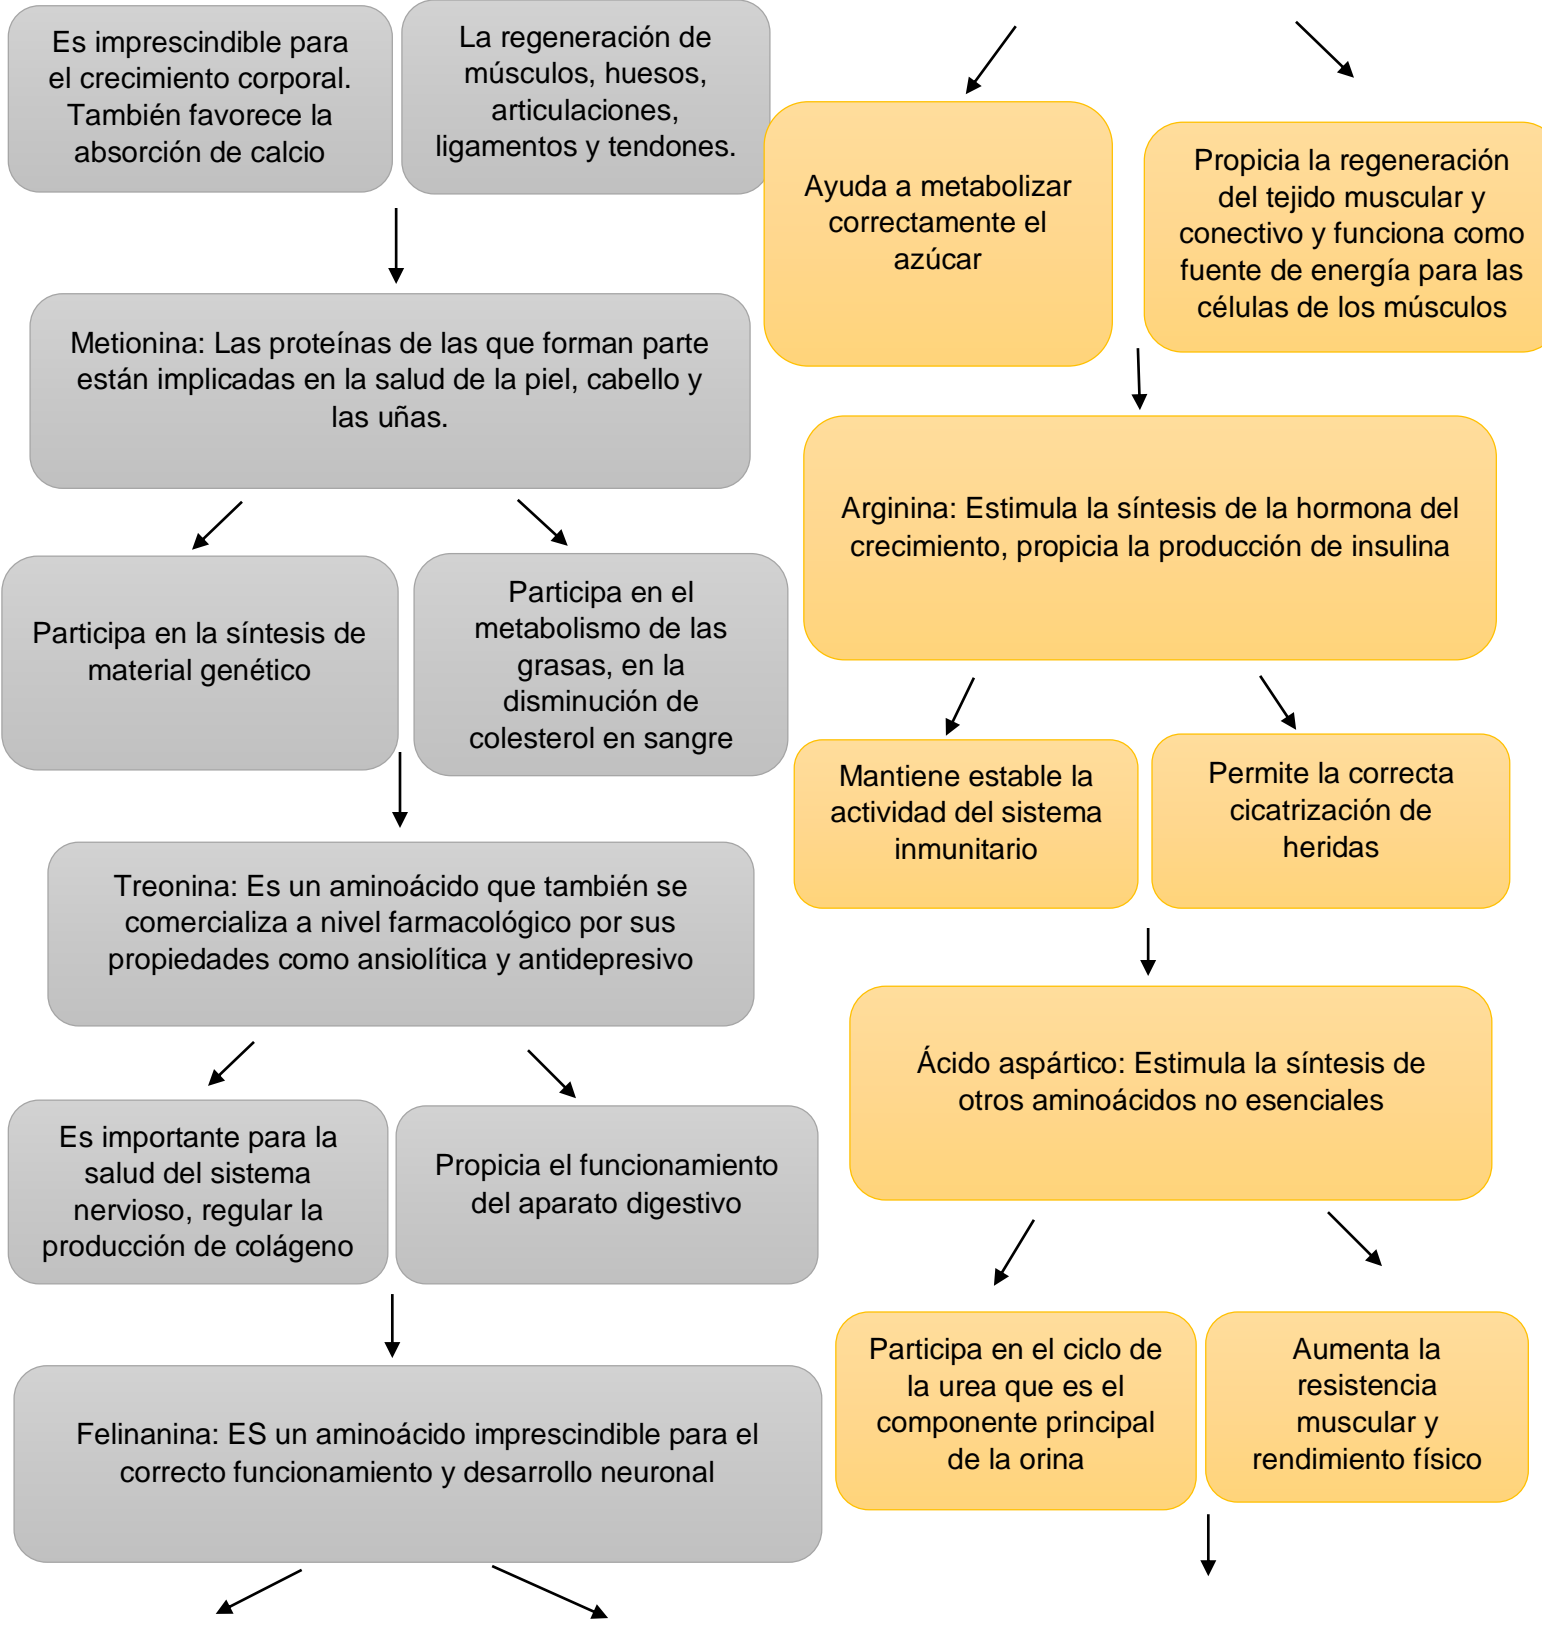 Es imprescindible para
el crecimiento corporal.
También favorece la
absorción de calcio
La regeneración de
músculos, huesos,
articulaciones,
ligamentos y tendones.
Metionina: Las proteínas de las que forman parte
están implicadas en la salud de la piel, cabello y
las uñas.
Participa en la síntesis de
material genético
Participa en el
metabolismo de las
grasas, en la
disminución de
colesterol en sangre
Treonina: Es un aminoácido que también se
comercializa a nivel farmacológico por sus
propiedades como ansiolítica y antidepresivo
Es importante para la
salud del sistema
nervioso, regular la
producción de colágeno
Propicia el funcionamiento
del aparato digestivo
Felinanina: ES un aminoácido imprescindible para el
correcto funcionamiento y desarrollo neuronal
Ayuda a metabolizar
correctamente el
azúcar
Propicia la regeneración
del tejido muscular y
conectivo y funciona como
fuente de energía para las
células de los músculos
Arginina: Estimula la síntesis de la hormona del
crecimiento, propicia la producción de insulina
Mantiene estable la
actividad del sistema
inmunitario
Permite la correcta
cicatrización de
heridas
Ácido aspártico: Estimula la síntesis de
otros aminoácidos no esenciales
Participa en el ciclo de
la urea que es el
componente principal
de la orina
Aumenta la
resistencia
muscular y
rendimiento físico